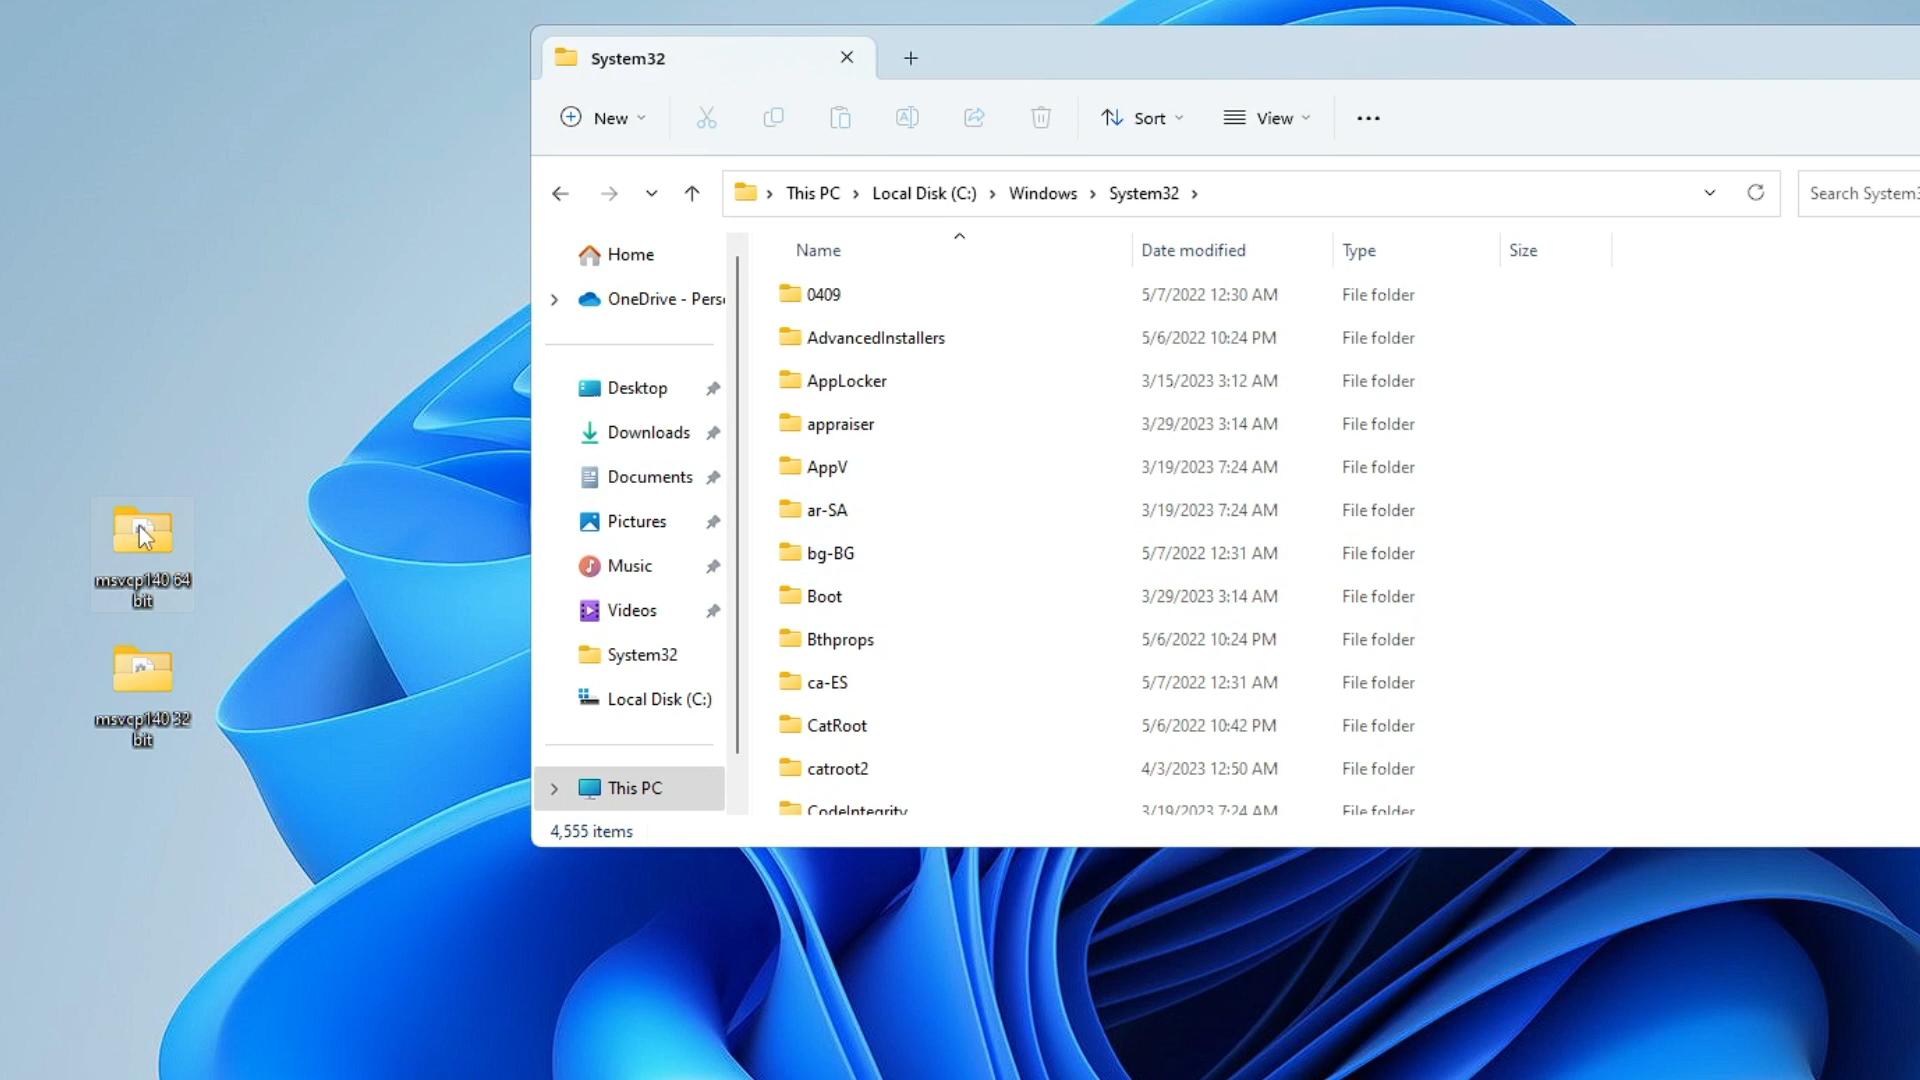 System32
New
Sort
View
This PC
Local Disk (C:)
Windows
System32
Search System3
Name
Date modified
Type
Size
Home
OneDrive - Pers
Desktop
Downloads
Documents
Pictures
Music
Videos
System32
Local Disk (C:)
This PC
0409 5/7/2022 12:30 AM File folder
AdvancedInstallers 5/6/2022 10:24 PM File folder
AppLocker 3/15/2023 3:12 AM File folder
appraiser 3/29/2023 3:14 AM File folder
AppV 3/19/2023 7:24 AM File folder
ar-SA 3/19/2023 7:24 AM File folder
bg-BG 5/7/2022 12:31 AM File folder
Boot 3/29/2023 3:14 AM File folder
Bthprops 5/6/2022 10:24 PM File folder
ca-ES 5/7/2022 12:31 AM File folder
CatRoot 5/6/2022 10:42 PM File folder
catroot2 4/3/2023 12:50 AM File folder
CodeIntegrity 3/19/2023 7:24 AM File folder
4,555 items
msvcp140 64
bit
msvcp140 32
bit